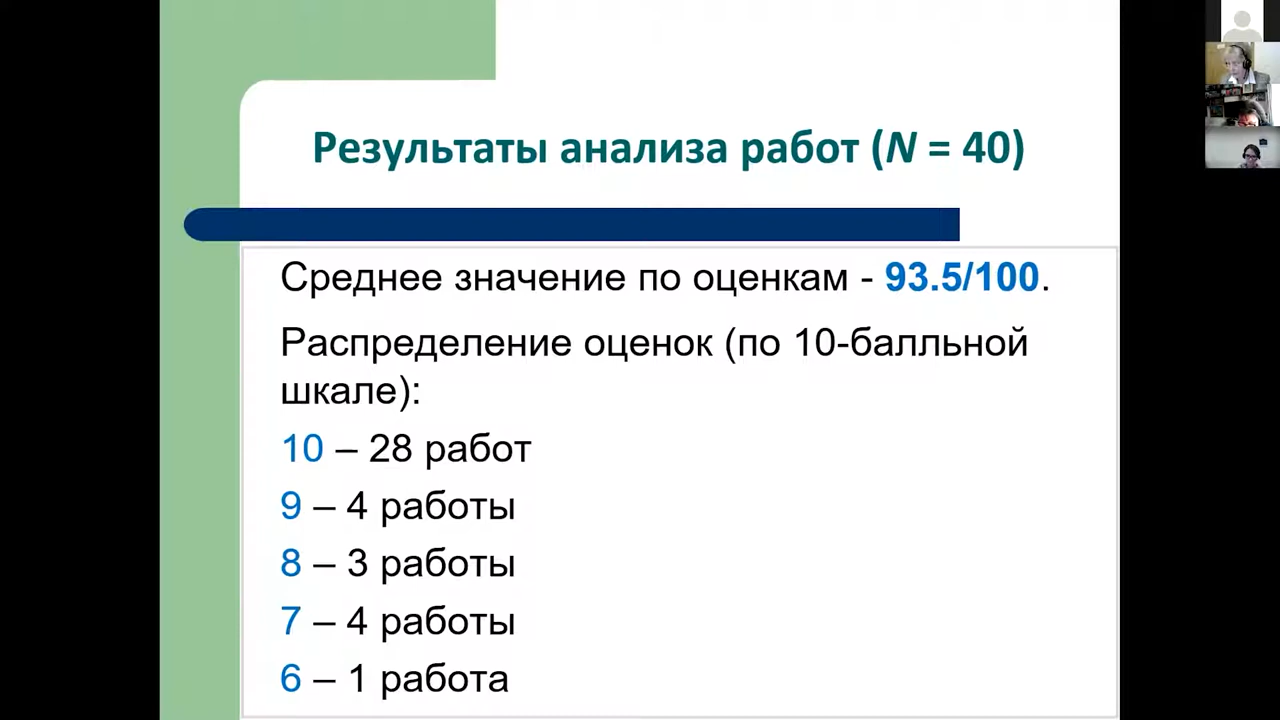 Результаты анализа работ (N = 40)
Среднее значение по оценкам - 93.5/100.
Распределение оценок (по 10-балльной
шкале):
10 – 28 работ
9 – 4 работы
8 – 3 работы
7 – 4 работы
6 – 1 работа